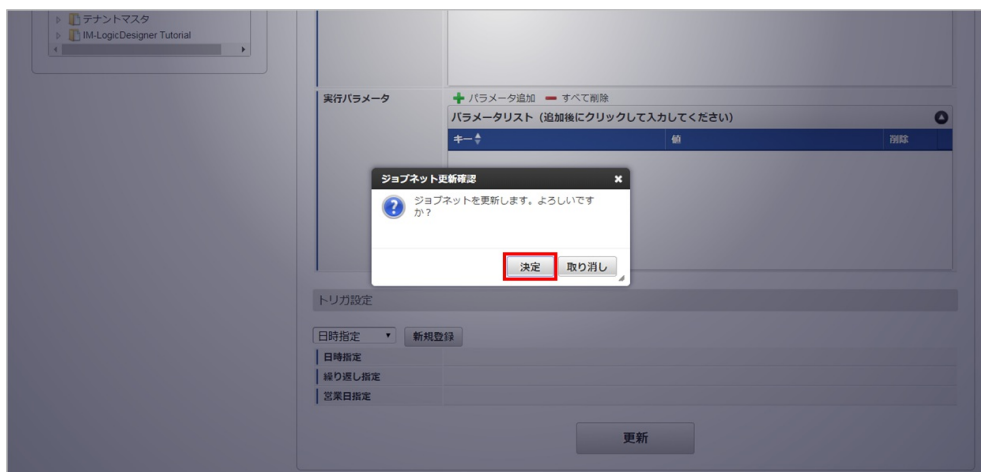 テナントマスタ
IM-LogicDesigner Tutorial
実行パラメータ
パラメータ追加 すべて削除
パラメータリスト（追加後にクリックして入力してください）
キー 値 削除
ジョブネット更新確認
ジョブネットを更新します。よろしいです
か？
決定 取り消し
トリガ設定
日時指定 新規登録
日時指定
繰り返し指定
営業日指定
更新